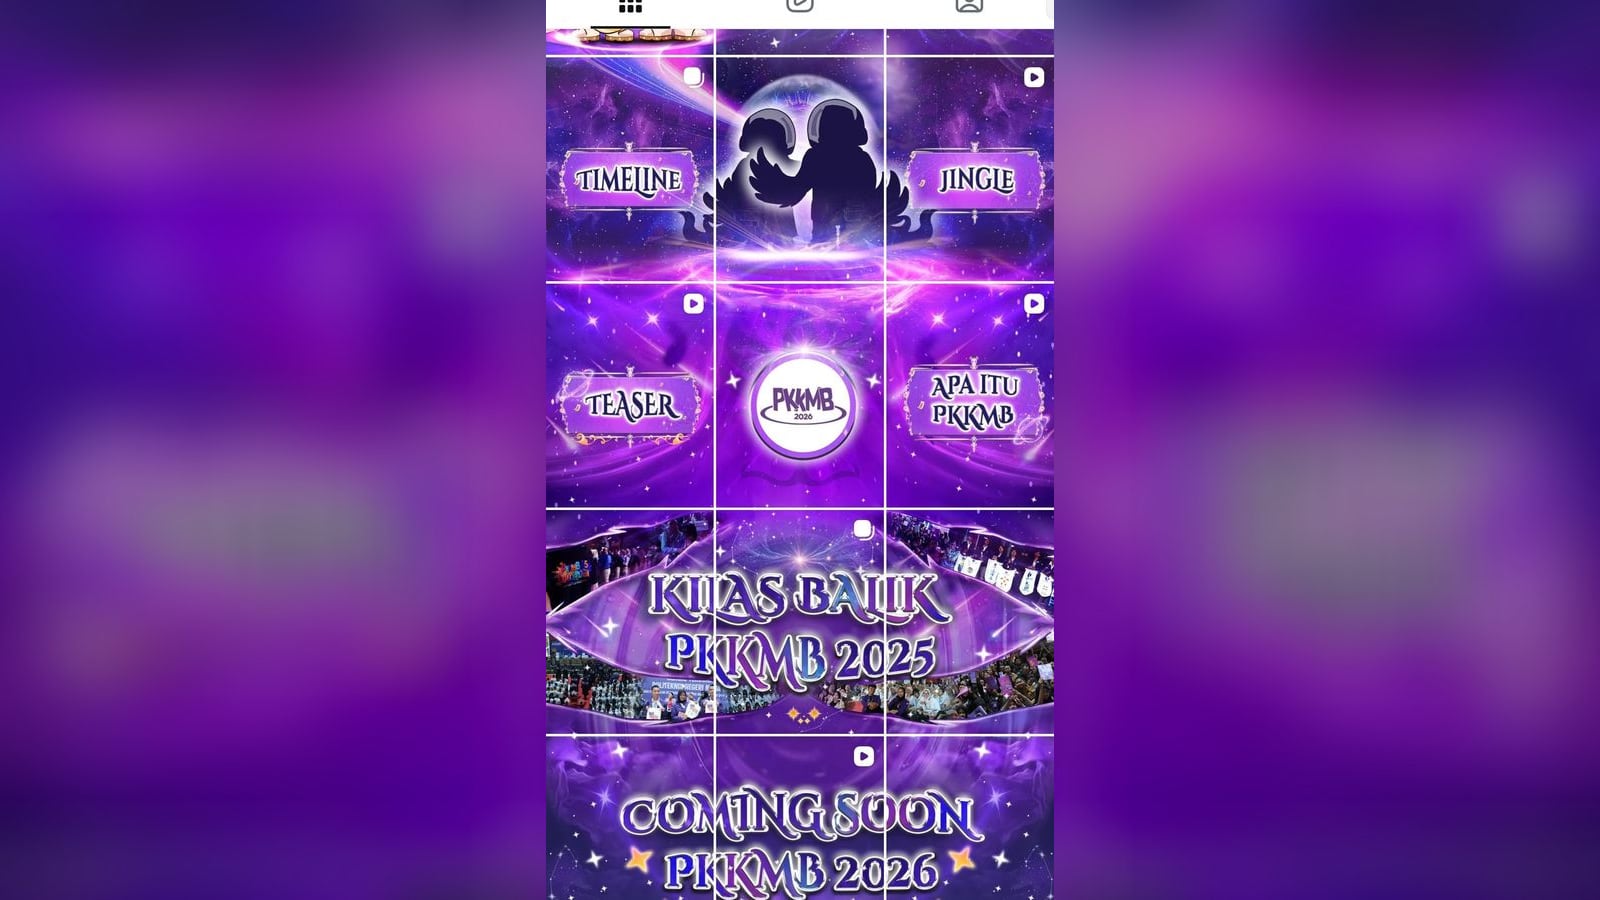 TIMELINE
JINGLE
TEASER
PKKMB
2026
APA ITU
PKKMB
KILAS BALIK
PKKMB 2025
COMING SOON
PKKMB 2026